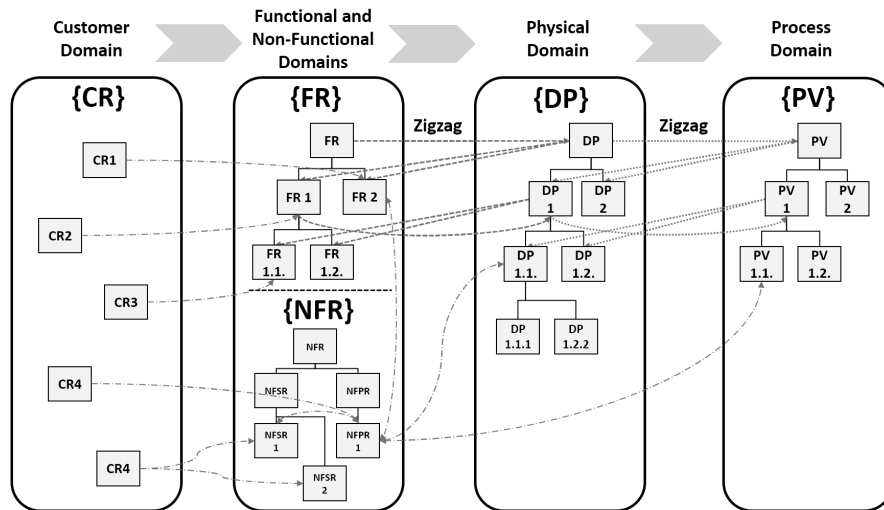 Customer
Domain
Functional and
Non-Functional
Domains
Physical
Domain
Process
Domain
{CR}
CR1
CR2
CR3
CR4
CR4
{FR}
FR
FR 1
FR 2
FR
1.1.
FR
1.2.
{NFR}
NFR
NFSR
NFPR
NFSR
1
NFPR
1
NFSR
2
Zigzag
{DP}
DP
DP
1
DP
2
DP
1.1.
DP
1.2.
DP
1.1.1
DP
1.2.2
Zigzag
{PV}
PV
PV
1
PV
2
PV
1.1.
PV
1.2.